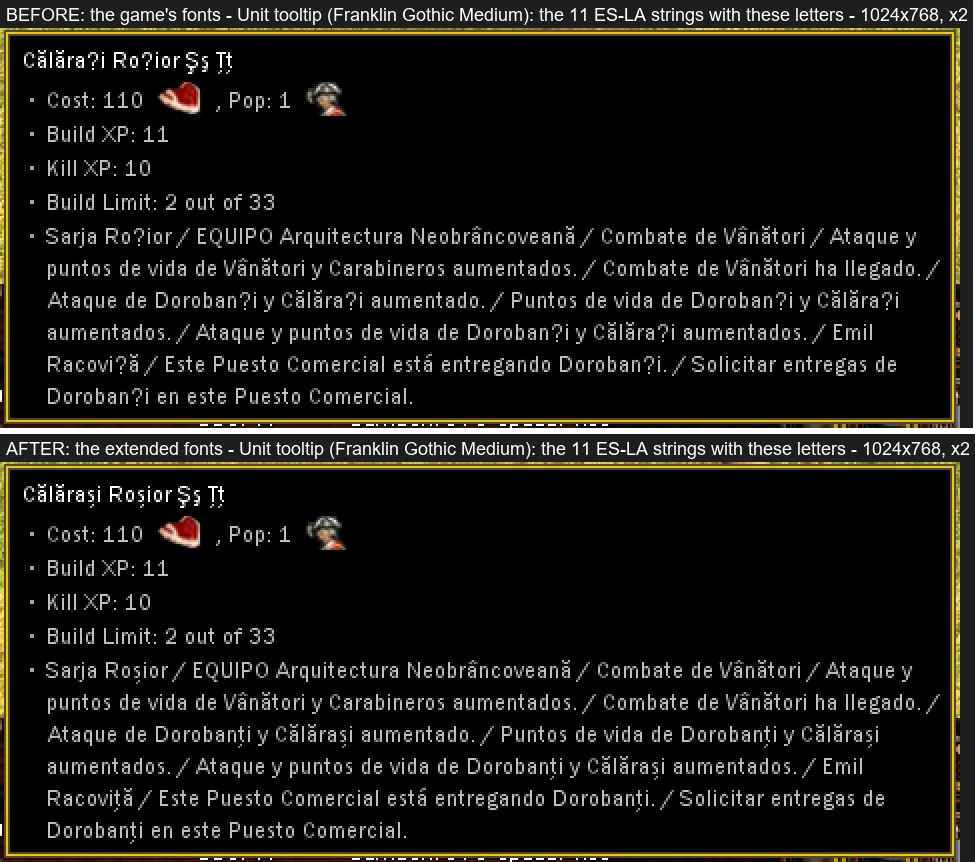 BEFORE: the game's fonts - Unit tooltip (Franklin Gothic Medium): the 11 ES-LA strings with these letters - 1024x768, x2
Călăra?i Ro?ior Şş Țț
· Cost: 110 , Pop: 1
· Build XP: 11
· Kill XP: 10
· Build Limit: 2 out of 33
· Sarja Ro?ior / EQUIPO Arquitectura Neobrâncoveană / Combate de Vânători / Ataque y
puntos de vida de Vânători y Carabineros aumentados. / Combate de Vânători ha llegado. /
Ataque de Doroban?i y Călăra?i aumentado. / Puntos de vida de Doroban?i y Călăra?i
aumentados. / Ataque y puntos de vida de Doroban?i y Călăra?i aumentados. / Emil
Racovi?ă / Este Puesto Comercial está entregando Doroban?i. / Solicitar entregas de
Doroban?i en este Puesto Comercial.
AFTER: the extended fonts - Unit tooltip (Franklin Gothic Medium): the 11 ES-LA strings with these letters - 1024x768, x2
Călărași Roșior Şş Țț
· Cost: 110 , Pop: 1
· Build XP: 11
· Kill XP: 10
· Build Limit: 2 out of 33
· Sarja Roșior / EQUIPO Arquitectura Neobrâncoveană / Combate de Vânători / Ataque y
puntos de vida de Vânători y Carabineros aumentados. / Combate de Vânători ha llegado. /
Ataque de Dorobanți y Călărași aumentado. / Puntos de vida de Dorobanți y Călărași
aumentados. / Ataque y puntos de vida de Dorobanți y Călărași aumentados. / Emil
Racoviță / Este Puesto Comercial está entregando Dorobanți. / Solicitar entregas de
Dorobanți en este Puesto Comercial.